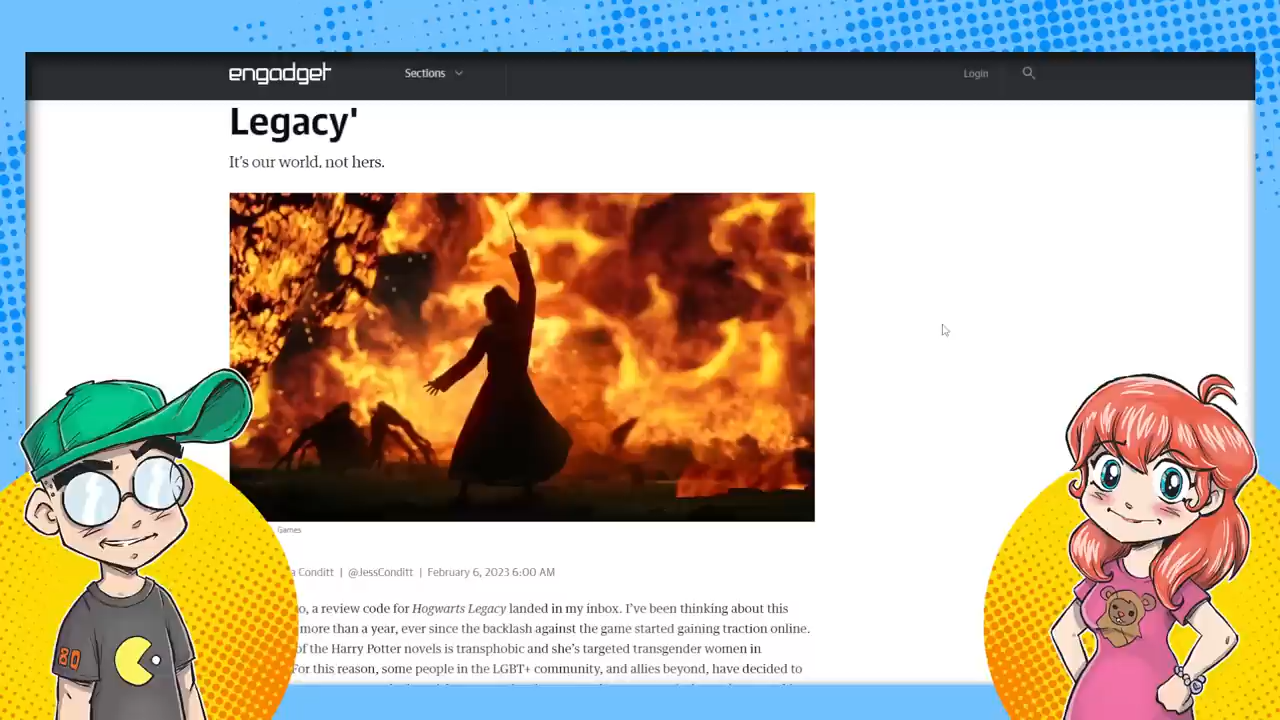 engadget
Sections
Login
Legacy'
It's our world, not hers.
Games
Conditt | @JessConditt | February 6, 2023 6:00 AM
a review code for Hogwarts Legacy landed in my inbox. I've been thinking about this
more than a year, ever since the backlash against the game started gaining traction online.
of the Harry Potter novels is transphobic and she's targeted transgender women in
For this reason, some people in the LGBT+ community, and allies beyond, have decided to
80